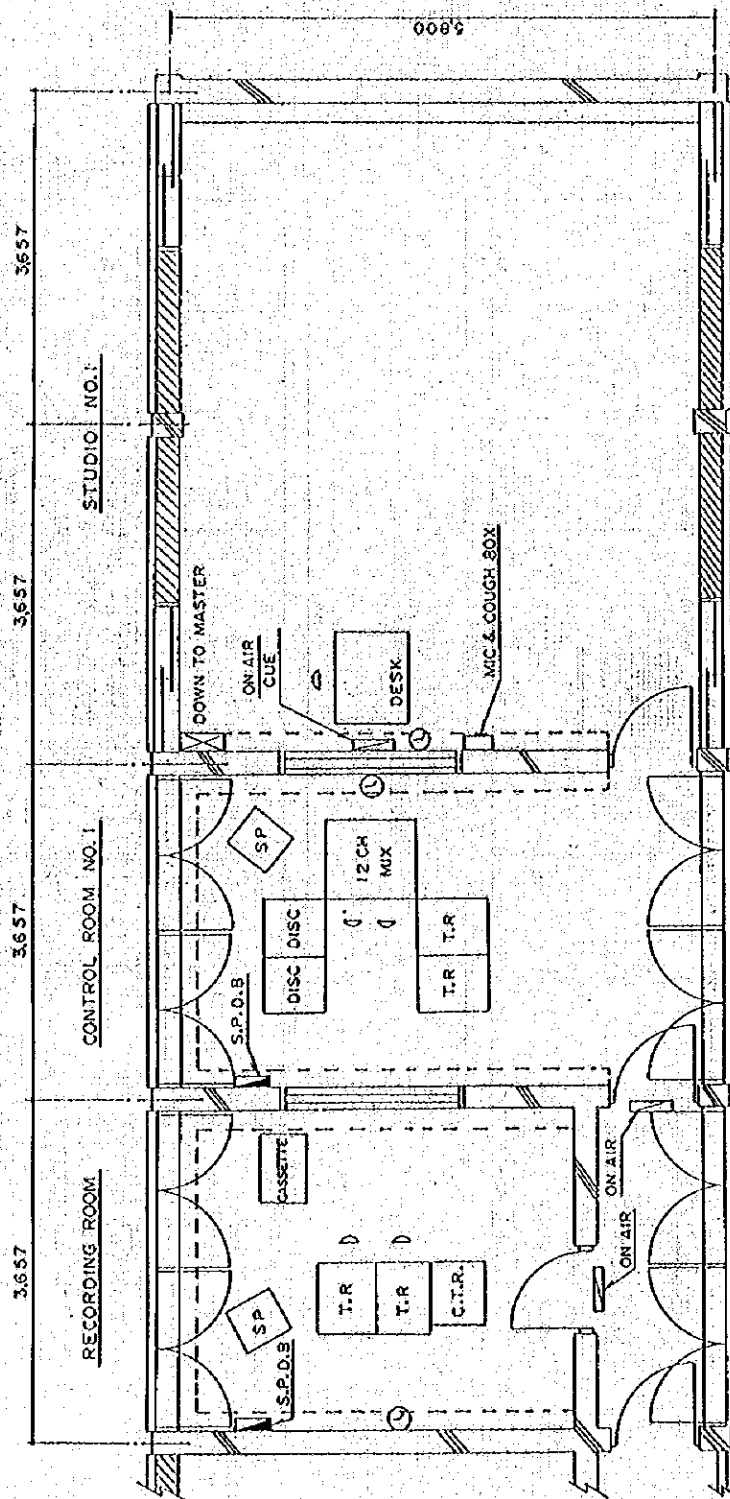 3,657
3,657
3,657
3,657
RECORDING ROOM
CONTROL ROOM NO.1
STUDIO NO.1
5,800
S.P.D.B
SP
CASSETTE
T.R
T.R
C.T.R.
ON AIR
ON AIR
S.P.D.B
SP
DISC
DISC
12 CH
MIX
T.R
T.R
DOWN TO MASTER
ON AIR
CUE
DESK
MIC & COUGH BOX